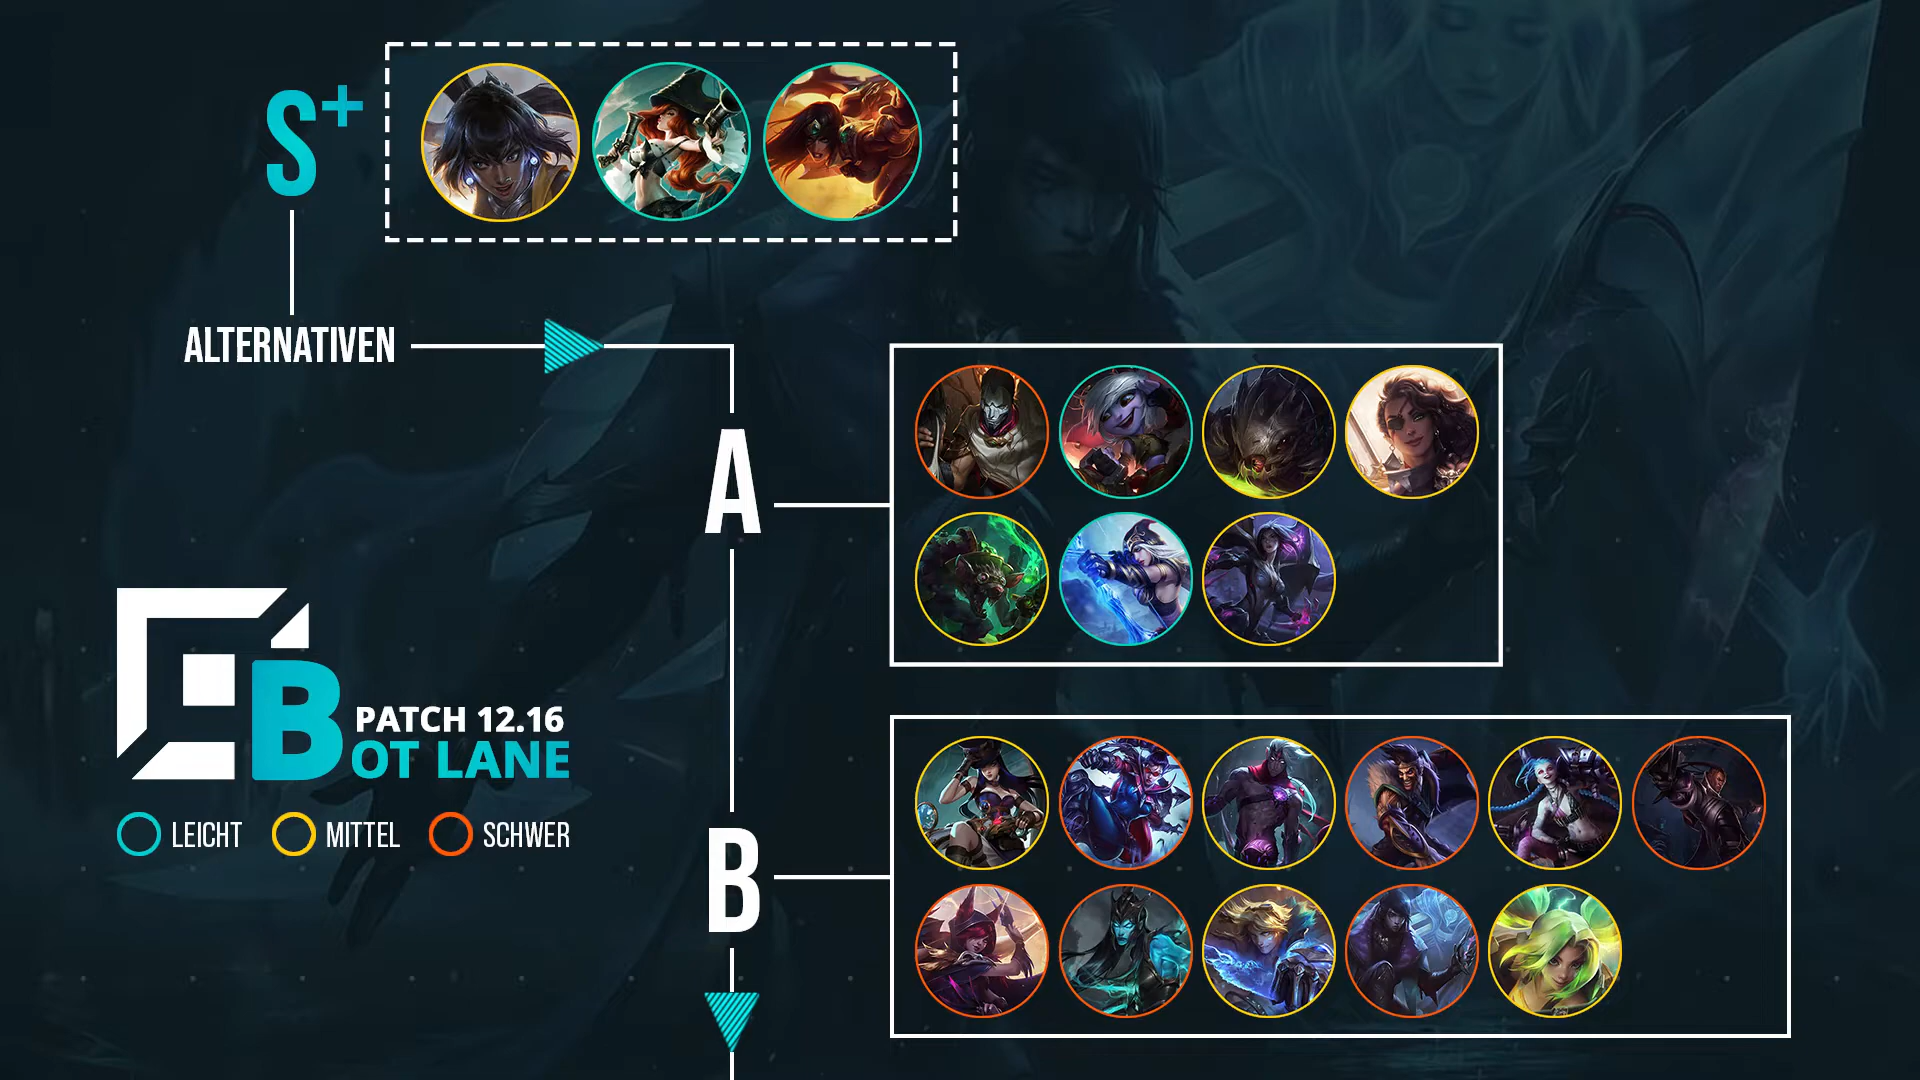 S+
ALTERNATIVEN
A
PATCH 12.16
BOT LANE
LEICHT
MITTEL
SCHWER
B